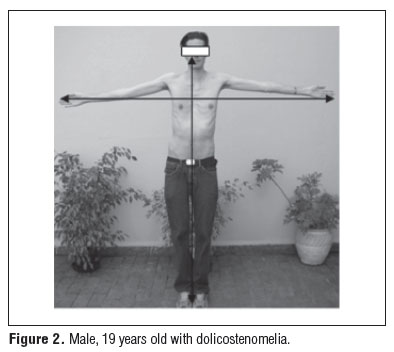 Figure 2. Male, 19 years old with dolicostenomelia.